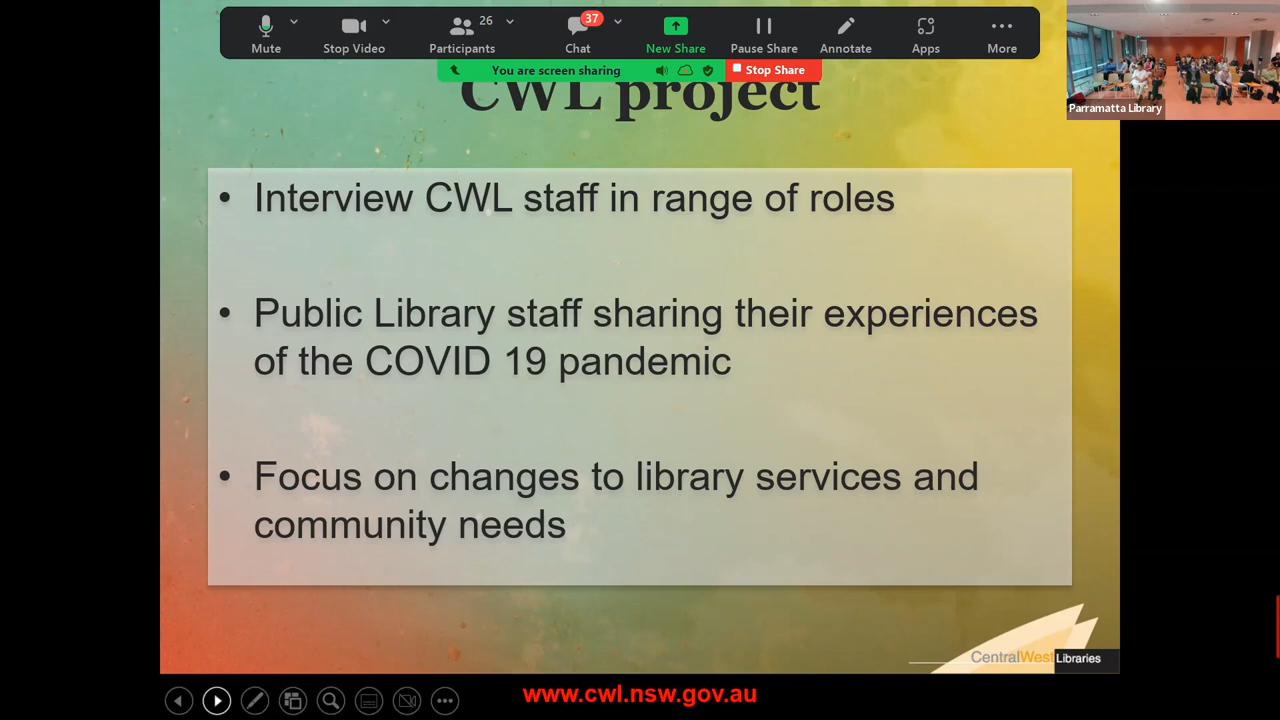 26
37
Mute
Stop Video
Participants
Chat
New Share
Pause Share
Annotate
Apps
More
You are screen sharing
Stop Share
Parramatta Library
CWL project
• Interview CWL staff in range of roles
• Public Library staff sharing their experiences
of the COVID 19 pandemic
• Focus on changes to library services and
community needs
CentralWest Libraries
www.cwl.nsw.gov.au